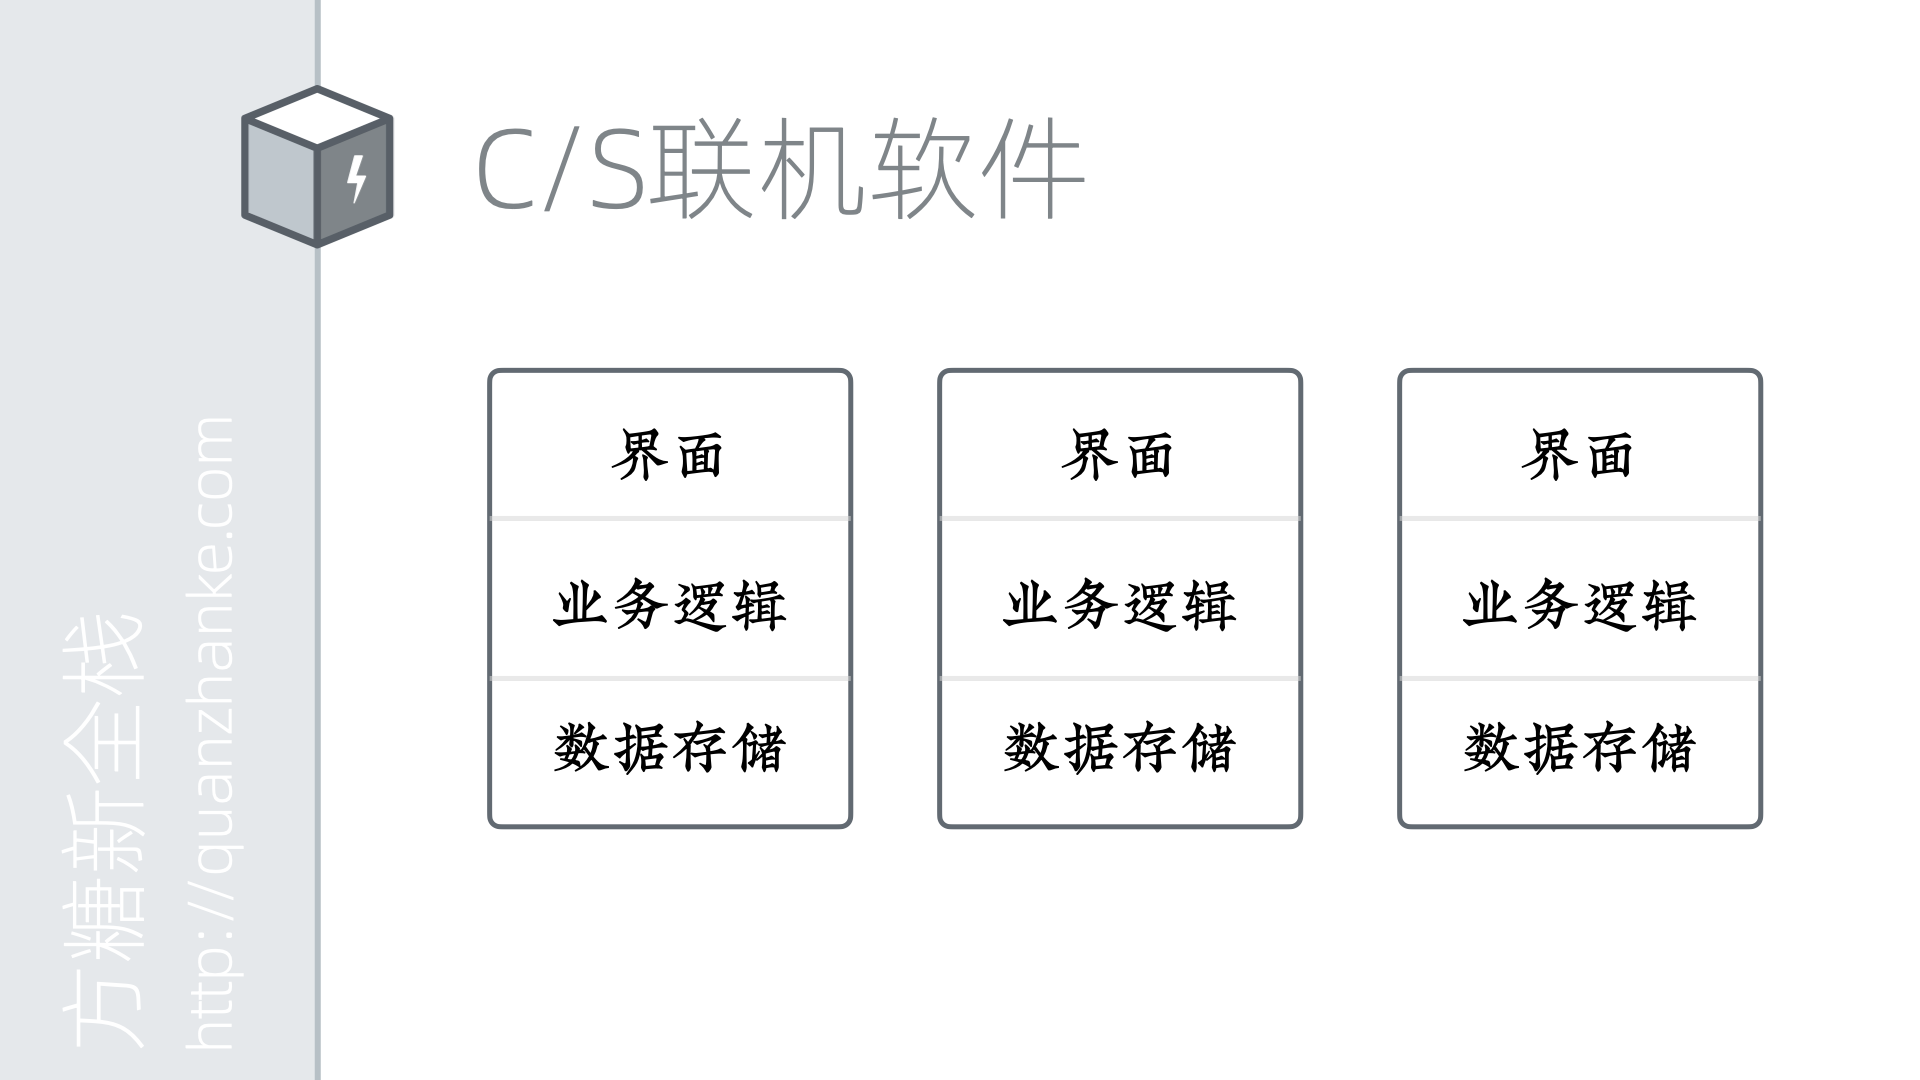 C/S联机软件
界面
业务逻辑
数据存储
界面
业务逻辑
数据存储
界面
业务逻辑
数据存储
方糖新全栈
http://quanzhanke.com